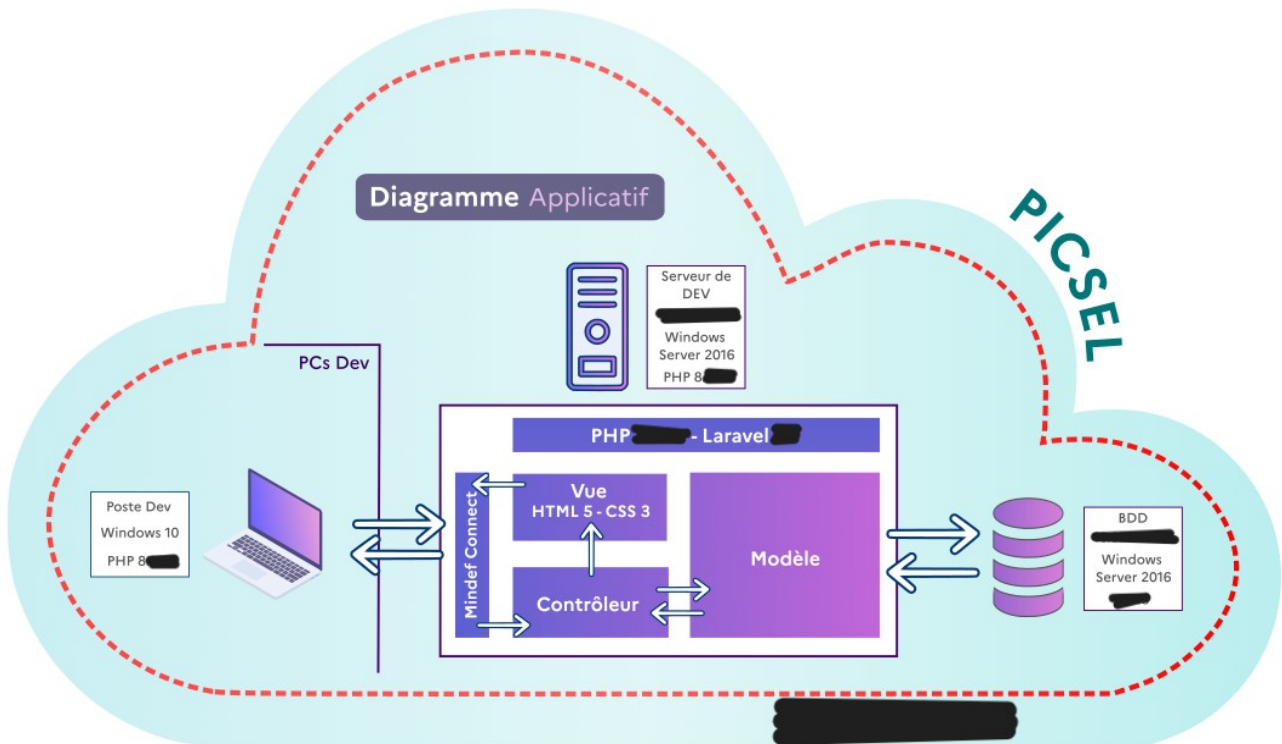 Diagramme Applicatif
PICSEL
Serveur de
DEV
Windows
Server 2016
PHP 8
PCs Dev
PHP - Laravel
Mindef Connect
Vue
HTML 5 - CSS 3
Contrôleur
Modèle
Poste Dev
Windows 10
PHP 8
BDD
Windows
Server 2016